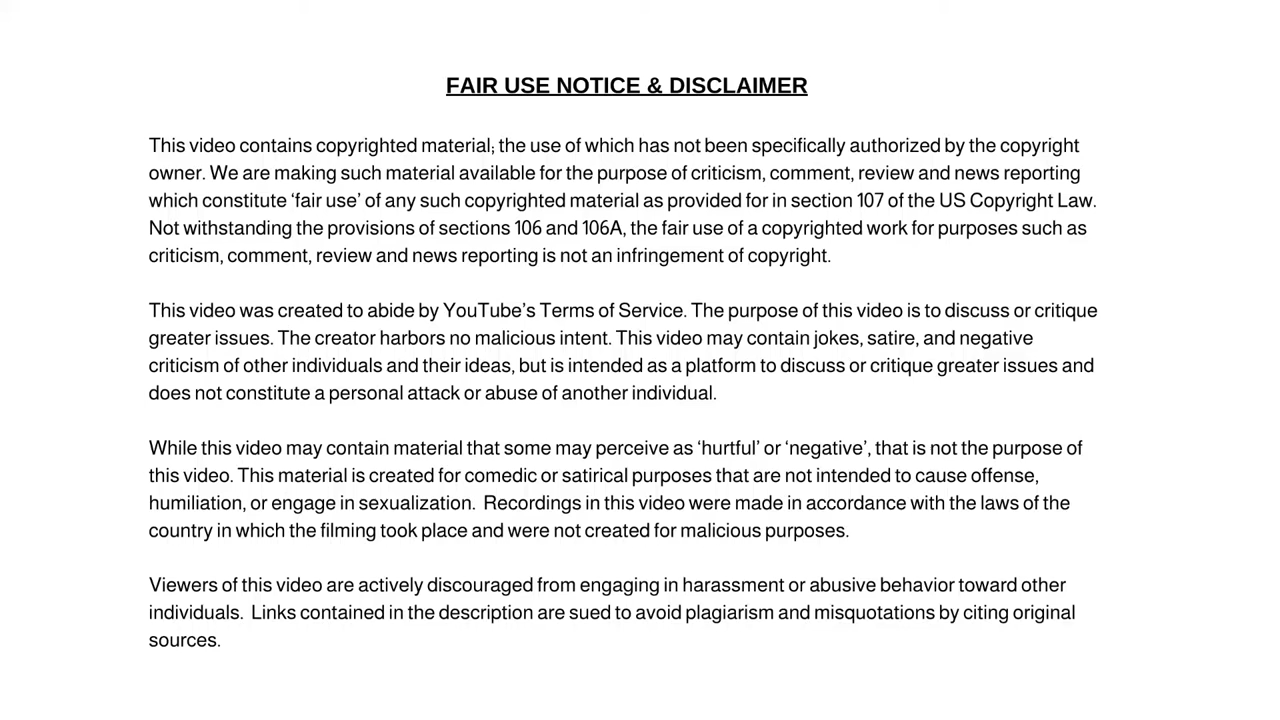 FAIR USE NOTICE & DISCLAIMER
This video contains copyrighted material; the use of which has not been specifically authorized by the copyright
owner. We are making such material available for the purpose of criticism, comment, review and news reporting
which constitute ‘fair use’ of any such copyrighted material as provided for in section 107 of the US Copyright Law.
Not withstanding the provisions of sections 106 and 106A, the fair use of a copyrighted work for purposes such as
criticism, comment, review and news reporting is not an infringement of copyright.
This video was created to abide by YouTube’s Terms of Service. The purpose of this video is to discuss or critique
greater issues. The creator harbors no malicious intent. This video may contain jokes, satire, and negative
criticism of other individuals and their ideas, but is intended as a platform to discuss or critique greater issues and
does not constitute a personal attack or abuse of another individual.
While this video may contain material that some may perceive as ‘hurtful’ or ‘negative’, that is not the purpose of
this video. This material is created for comedic or satirical purposes that are not intended to cause offense,
humiliation, or engage in sexualization. Recordings in this video were made in accordance with the laws of the
country in which the filming took place and were not created for malicious purposes.
Viewers of this video are actively discouraged from engaging in harassment or abusive behavior toward other
individuals. Links contained in the description are sued to avoid plagiarism and misquotations by citing original
sources.